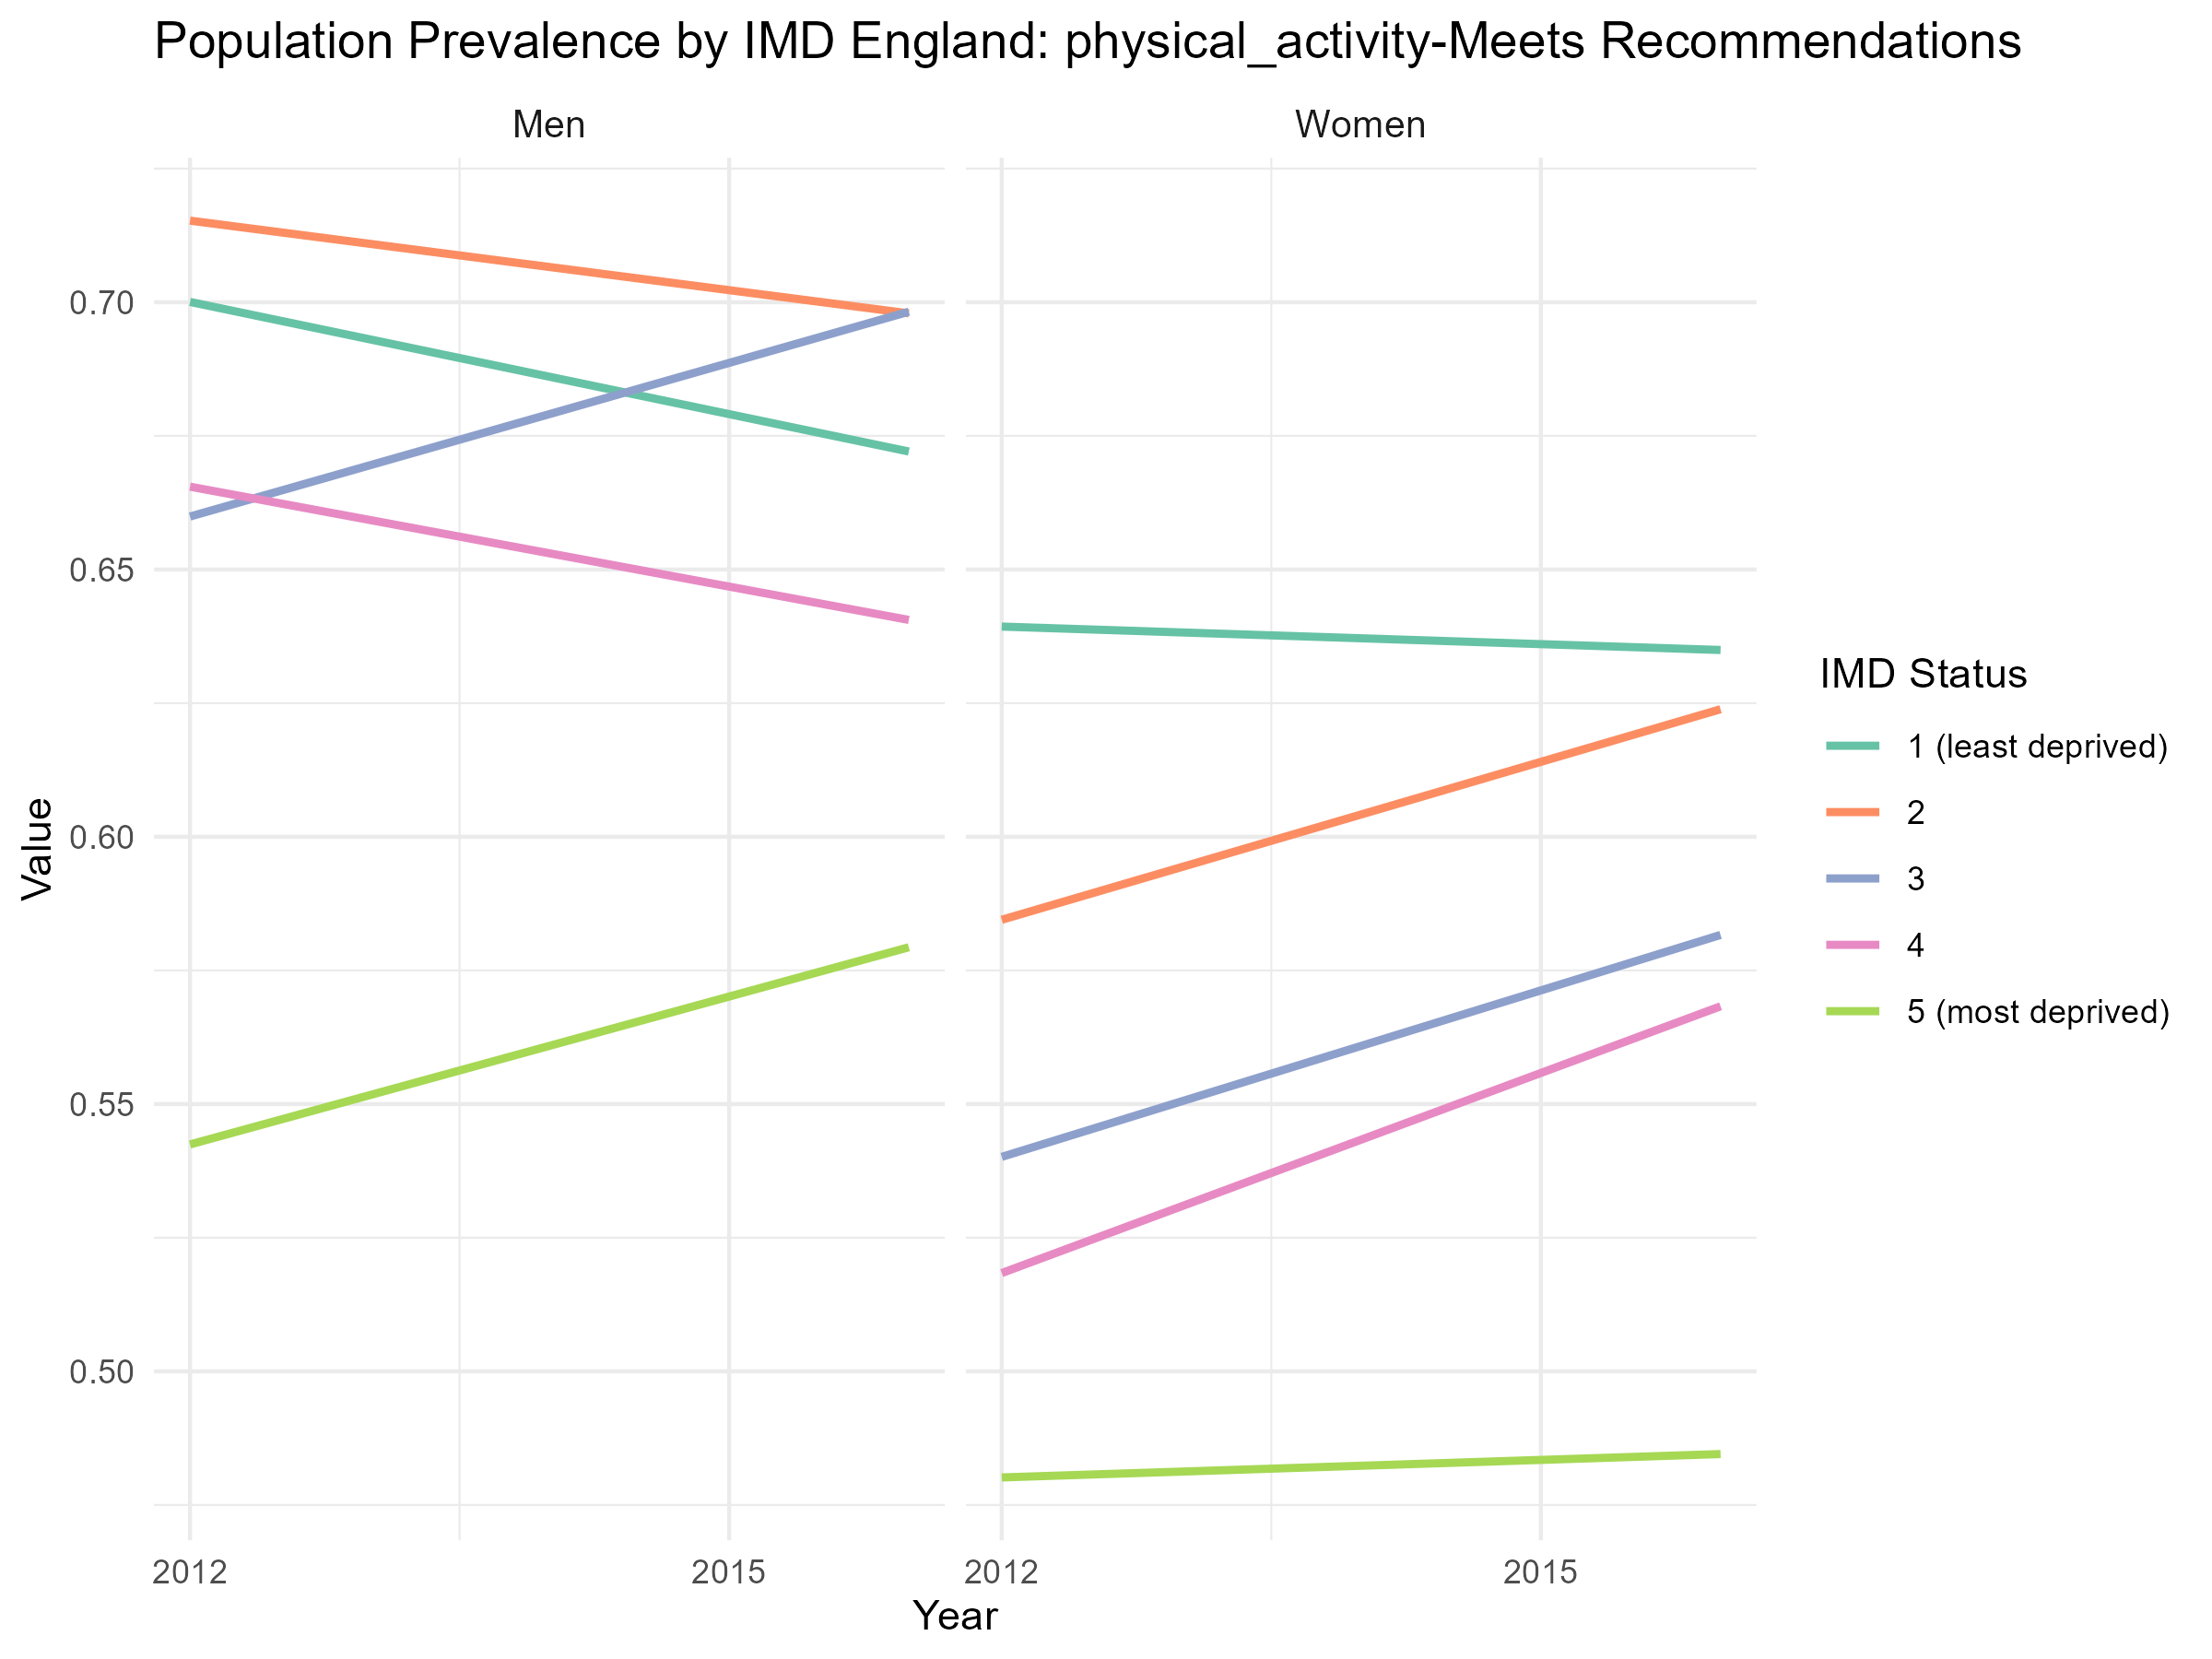 Population Prevalence by IMD England: physical_activity-Meets Recommendations
Men
Women
0.70
0.65
0.60
0.55
0.50
Value
2012
2015
2012
2015
Year
IMD Status
1 (least deprived)
2
3
4
5 (most deprived)